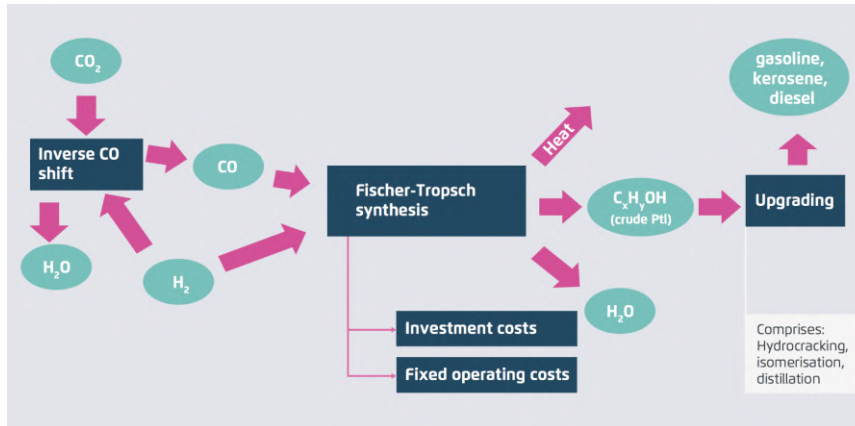 CO₂
Inverse CO
shift
H₂O
CO
H₂
Fischer-Tropsch
synthesis
Investment costs
Fixed operating costs
Heat
CₓHᵧOH
(crude Ptl)
H₂O
Upgrading
gasoline,
kerosene,
diesel
Comprises:
Hydrocracking,
isomerisation,
distillation